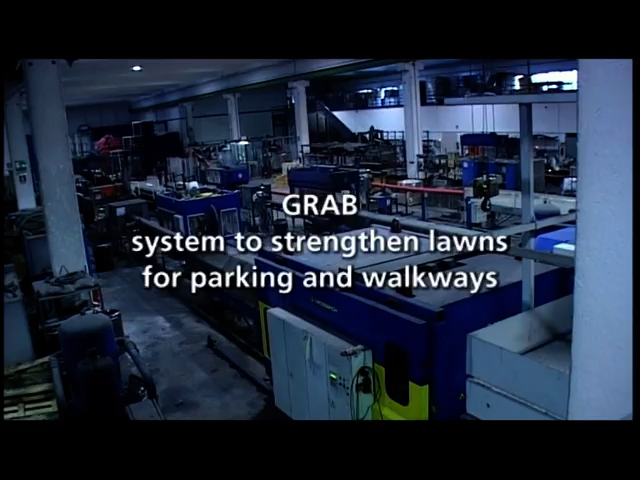 GRAB
system to strengthen lawns
for parking and walkways